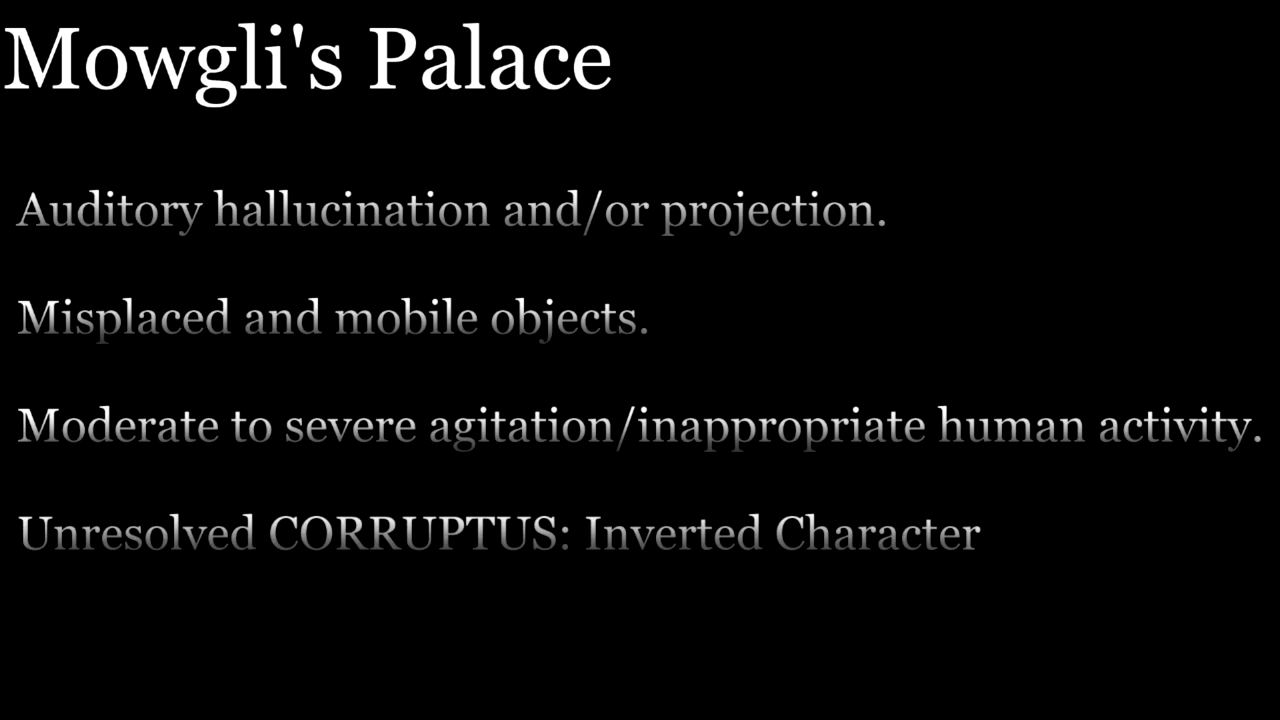 Mowgli's Palace
Auditory hallucination and/or projection.
Misplaced and mobile objects.
Moderate to severe agitation/inappropriate human activity.
Unresolved CORRUPTUS: Inverted Character